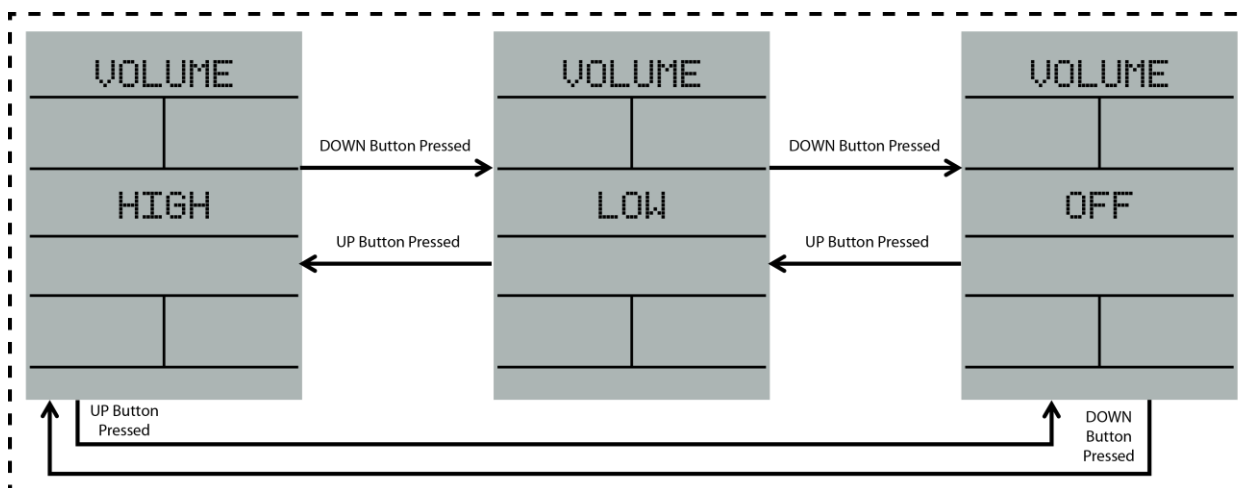 VOLUME
VOLUME
VOLUME
DOWN Button Pressed
DOWN Button Pressed
HIGH
LOW
OFF
UP Button Pressed
UP Button Pressed
UP Button
Pressed
DOWN
Button
Pressed